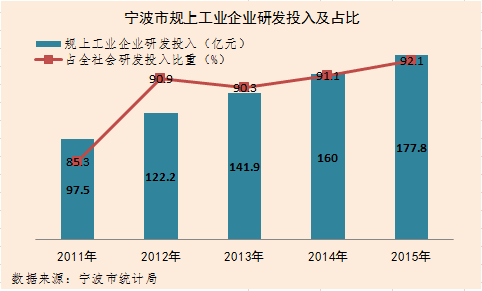 宁波市规上工业企业研发投入及占比
规上工业企业研发投入（亿元）
占全社会研发投入比重（%）
85.3
90.9
90.3
91.1
92.1
97.5
122.2
141.9
160
177.8
2011年
2012年
2013年
2014年
2015年
数据来源：宁波市统计局